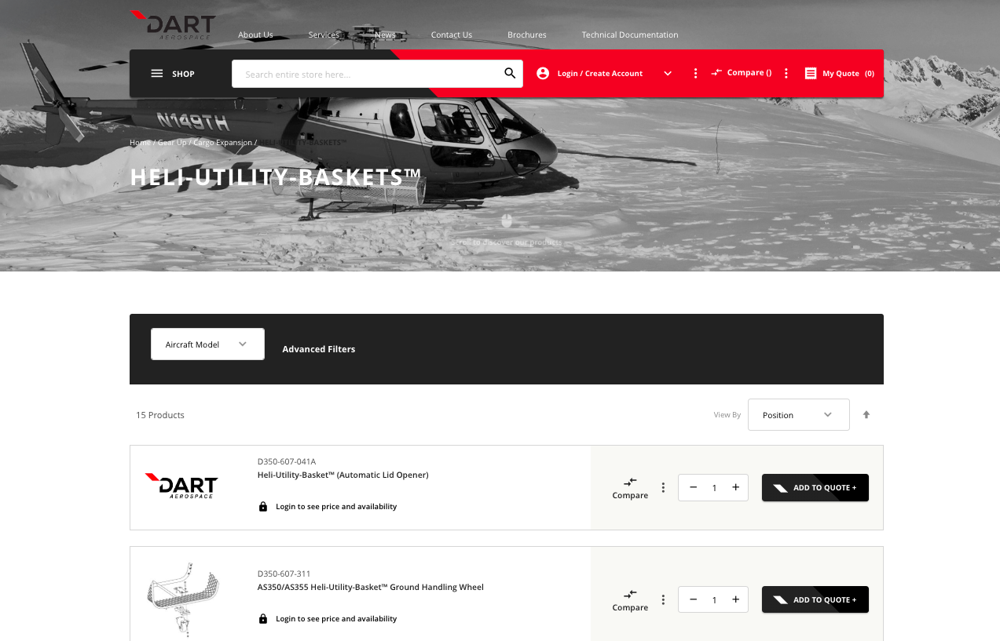 DART
AEROSPACE
About Us
Services
News
Contact Us
Brochures
Technical Documentation
SHOP
Search entire store here...
Login / Create Account
Compare ()
My Quote (0)
N149TH
Home / Gear Up / Cargo Expansion / HELI-UTILITY-BASKETS™
HELI-UTILITY-BASKETS™
Scroll to discover our products
Aircraft Model
Advanced Filters
15 Products
View By
Position
DART
AEROSPACE
D350-607-041A
Heli-Utility-Basket™ (Automatic Lid Opener)
Login to see price and availability
Compare
1
ADD TO QUOTE +
D350-607-311
AS350/AS355 Heli-Utility-Basket™ Ground Handling Wheel
Login to see price and availability
Compare
1
ADD TO QUOTE +